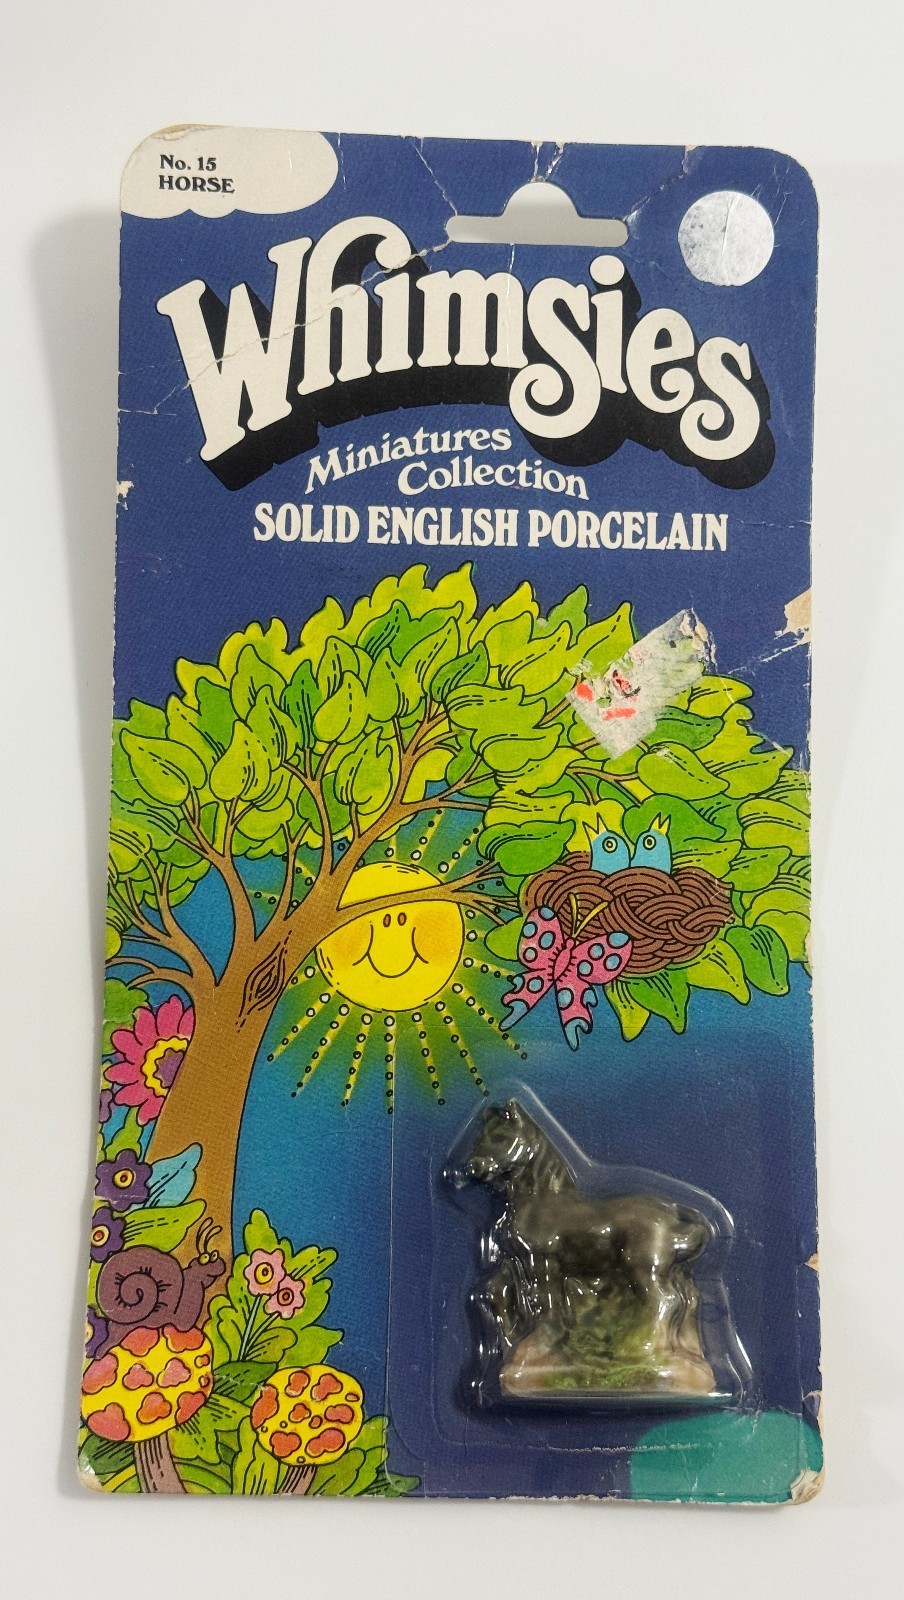 No. 15
HORSE
Whimsies
Miniatures
Collection
SOLID ENGLISH PORCELAIN